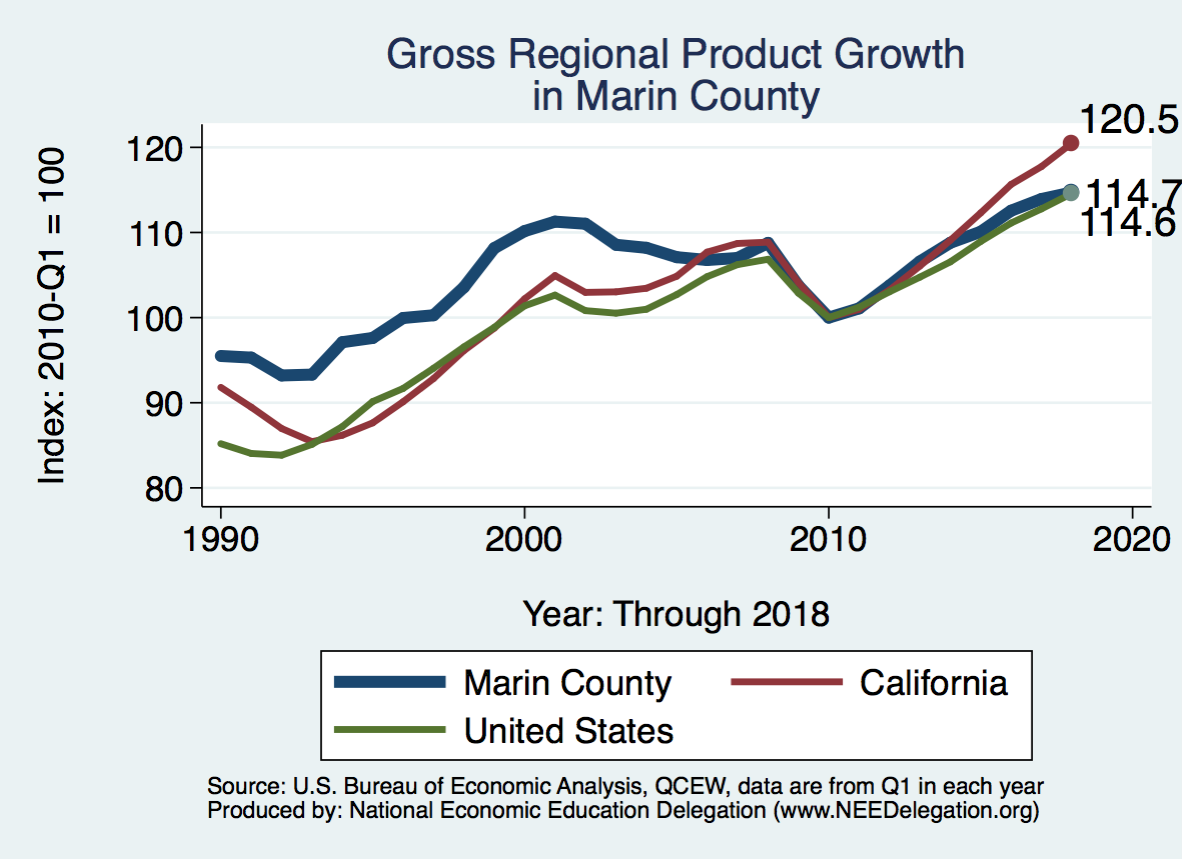 Gross Regional Product Growth
in Marin County
Index: 2010-Q1 = 100
120
110
100
90
80
120.5
114.7
114.6
1990
2000
2010
2020
Year: Through 2018
Marin County
California
United States
Source: U.S. Bureau of Economic Analysis, QCEW, data are from Q1 in each year
Produced by: National Economic Education Delegation (www.NEEDelegation.org)